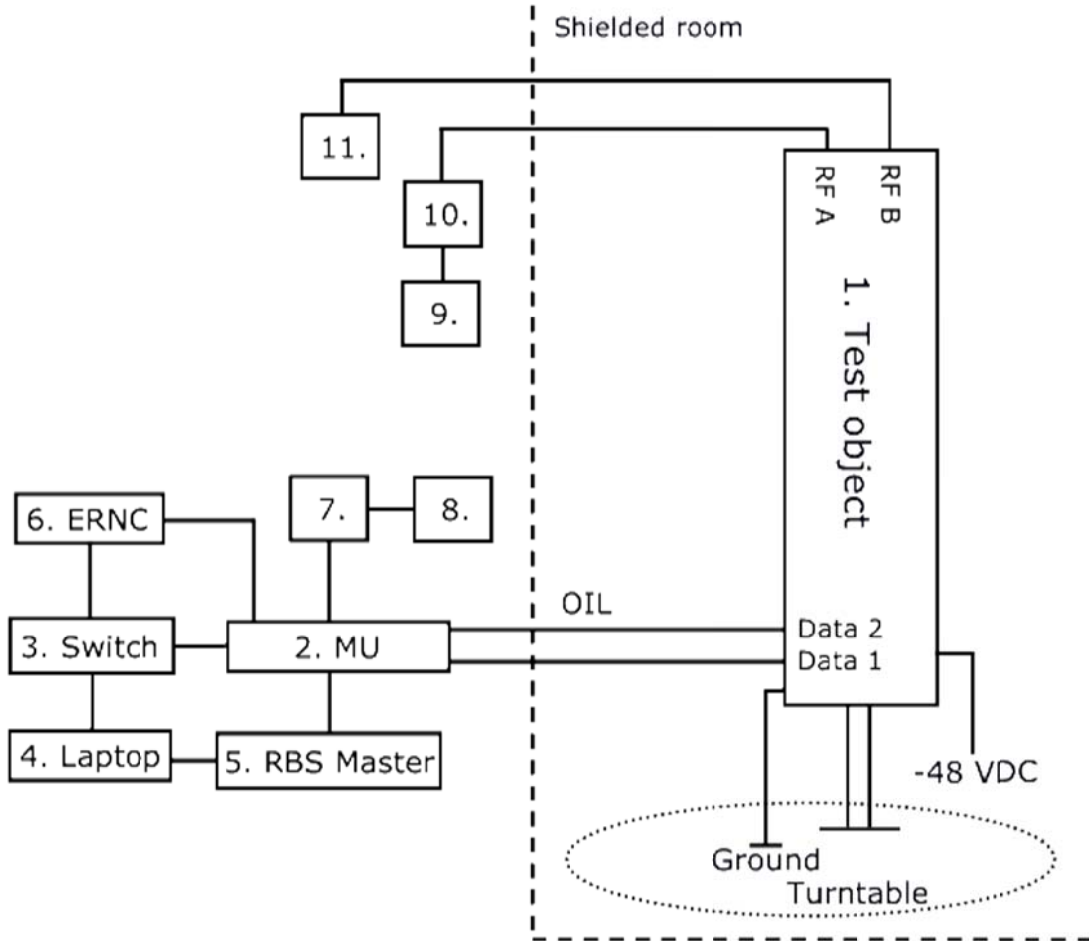 Shielded room
11.
10.
9.
RF A
RF B
1. Test object
6. ERNC
7.
8.
OIL
3. Switch
2. MU
Data 2
Data 1
4. Laptop
5. RBS Master
-48 VDC
Ground
Turntable